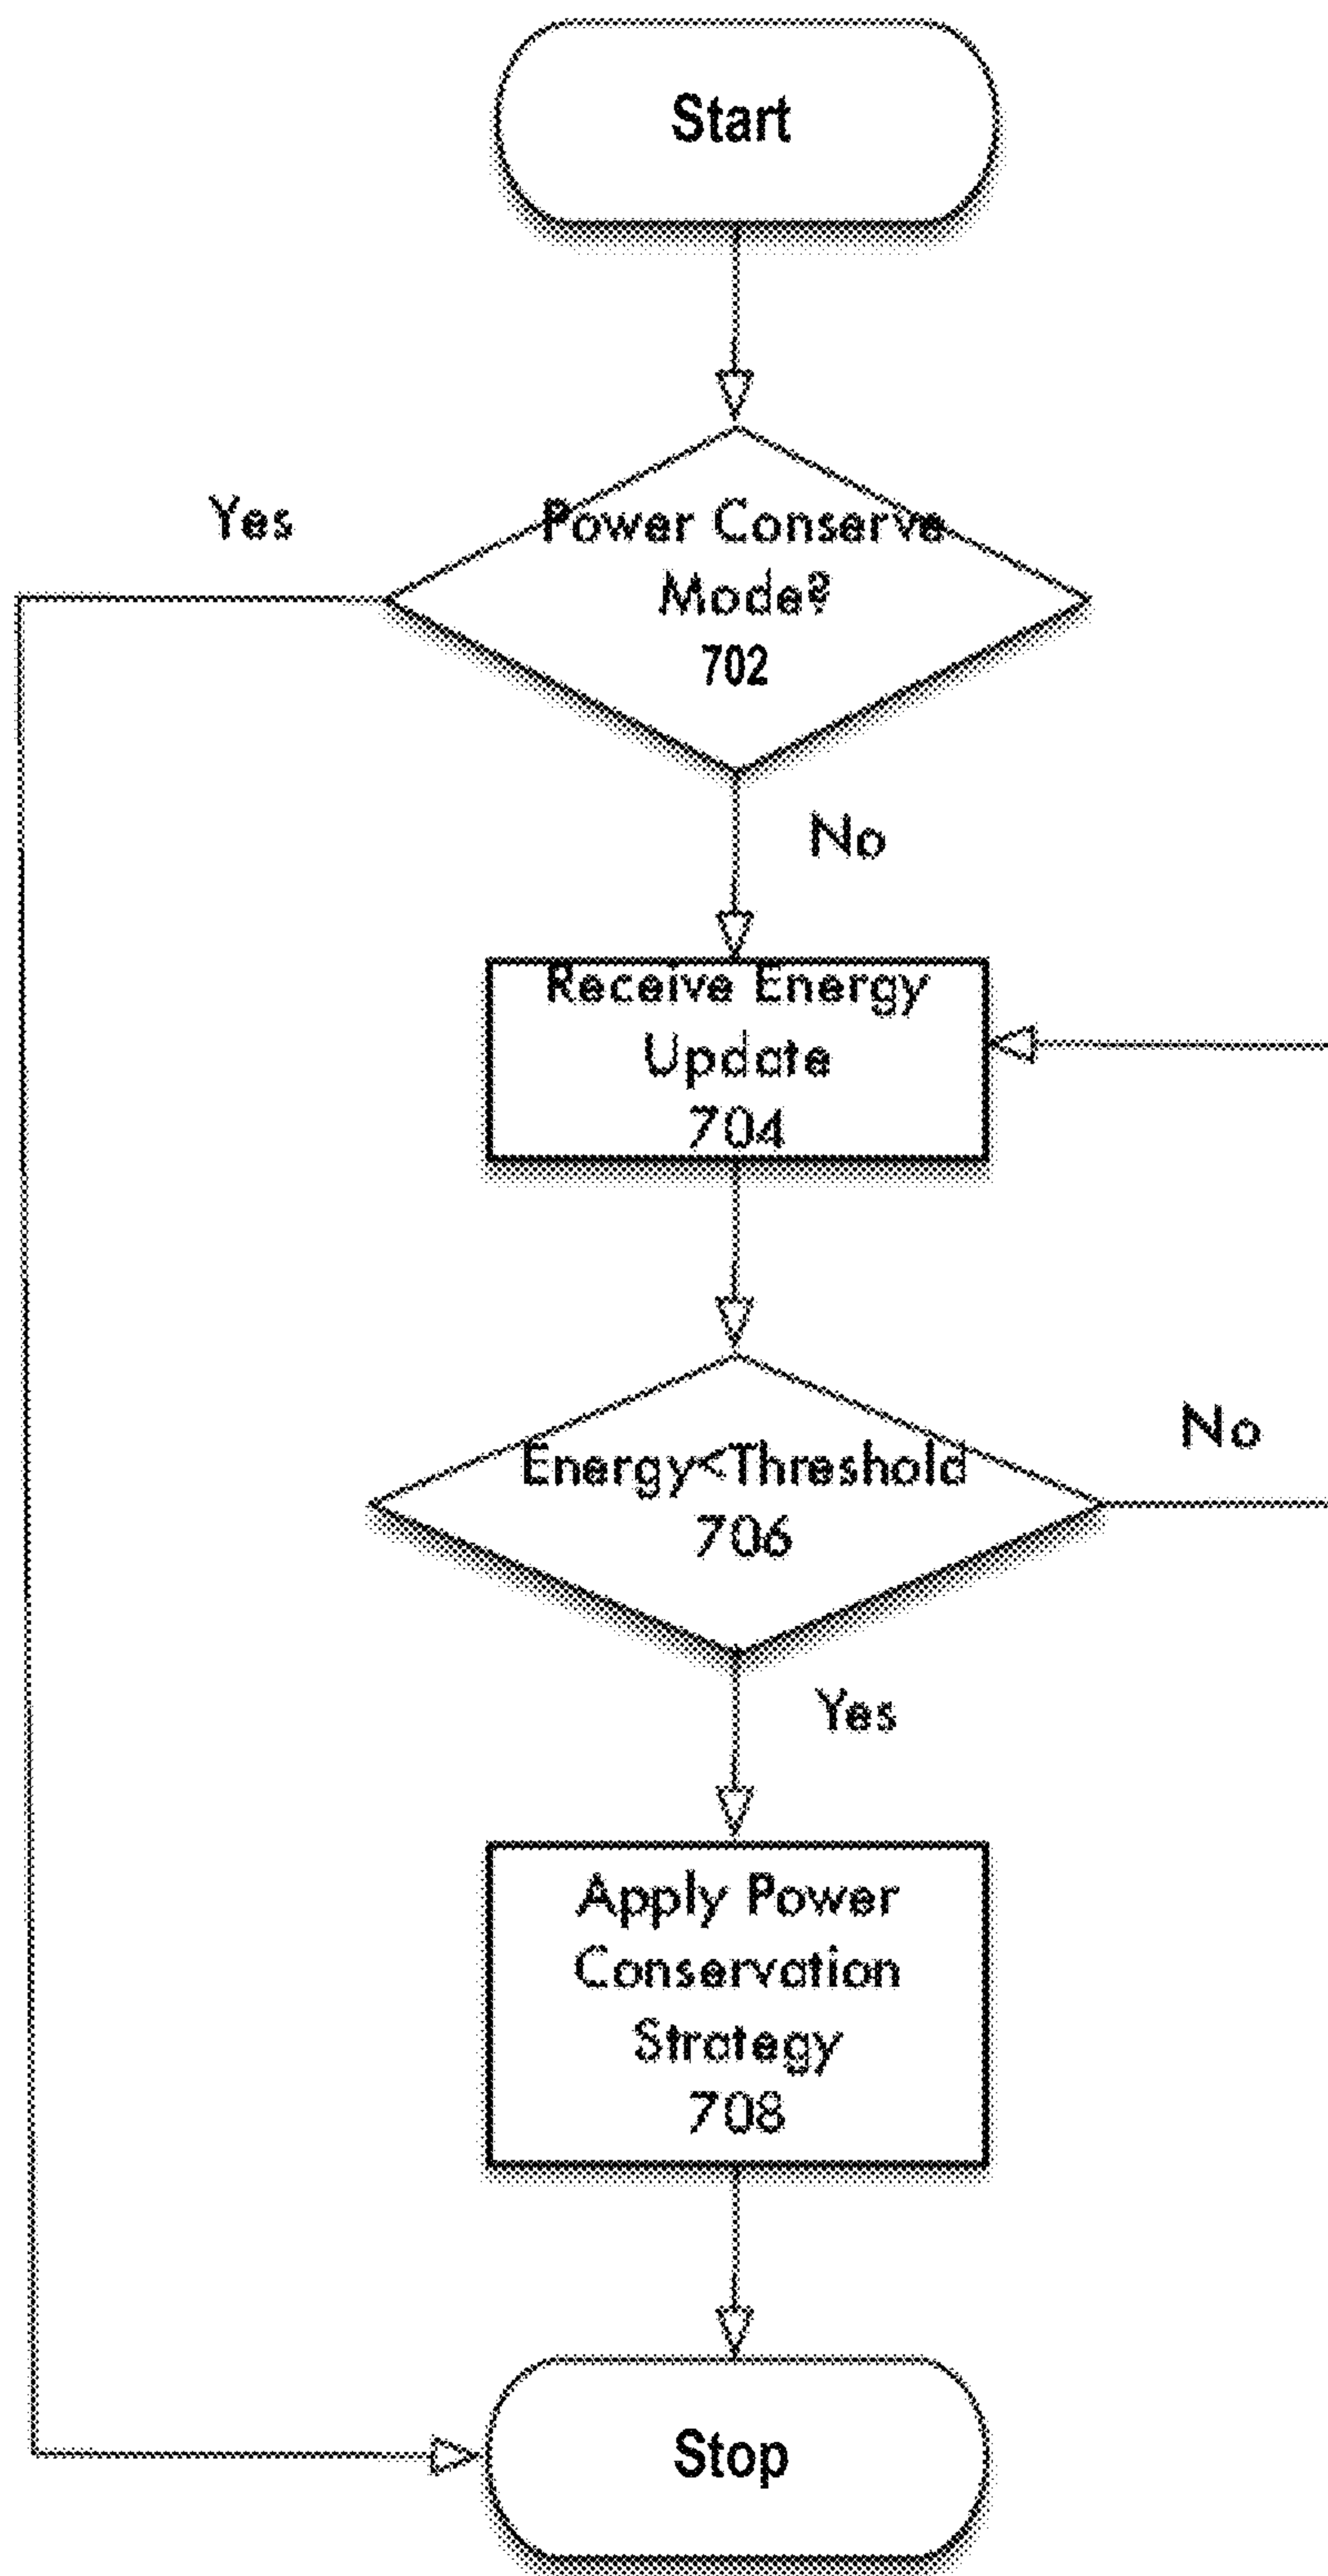 Start
Yes
Power Conserve
Mode?
702
No
Receive Energy
Update
704
Energy<Threshold
706
No
Yes
Apply Power
Conservation
Strategy
708
Stop